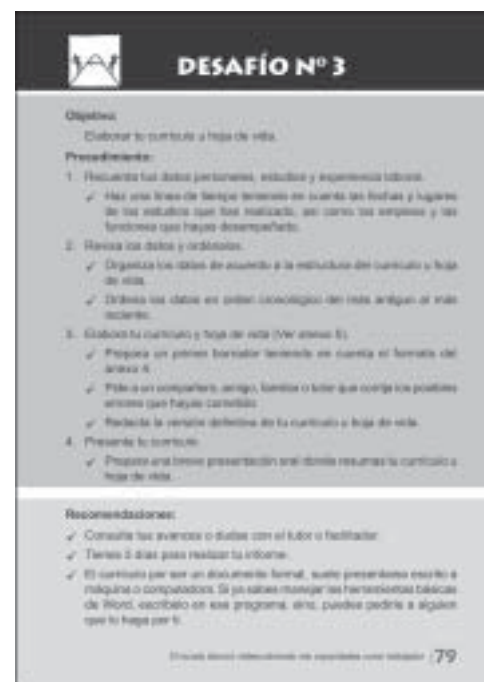 DESAFÍO Nº 3
Objetivo:
Elaborar tu currículo u hoja de vida.
Procedimiento:
1. Recuenta tus datos personales, estudios y experiencia laboral.
✓ Haz una línea de tiempo teniendo en cuenta las fechas y lugares
de los estudios que has realizado, así como los empleos y las
funciones que hayas desempeñado.
2. Revisa los datos y ordénalos.
✓ Organiza los datos de acuerdo a la estructura del currículo u hoja
de vida.
✓ Ordena los datos en orden cronológico del más antiguo al más
reciente.
3. Elabora tu currículo y hoja de vida (Ver anexo 5).
✓ Prepara un primer borrador teniendo en cuenta el formato del
anexo 4.
✓ Pide a un compañero, amigo, familiar o tutor que corrija los posibles
errores que hayas cometido.
✓ Redacta la versión definitiva de tu currículo u hoja de vida.
4. Presenta tu currículo.
✓ Prepara una breve presentación oral donde resumas tu currículo u
hoja de vida.
Recomendaciones:
✓ Consulta tus avances o dudas con el tutor o facilitador.
✓ Tienes 5 días para realizar tu informe.
✓ El currículo por ser un documento formal, suele presentarse escrito a
máquina o computadora. Si ya sabes manejar las herramientas básicas
de Word, escríbelo en ese programa, sino, puedes pedirle a alguien
que lo haga por ti.
79